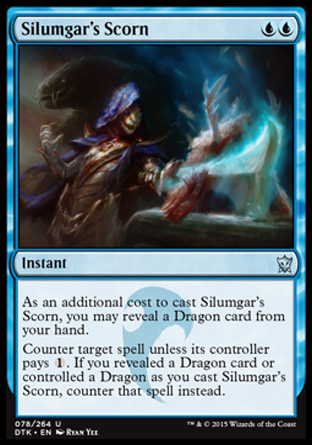 Silumgar's Scorn
Instant
As an additional cost to cast Silumgar's
Scorn, you may reveal a Dragon card from
your hand.
Counter target spell unless its controller
pays 1. If you revealed a Dragon card or
controlled a Dragon as you cast Silumgar's
Scorn, counter that spell instead.
078/264 U
DTK • EN Ryan Yee
™ & © 2015 Wizards of the Coast